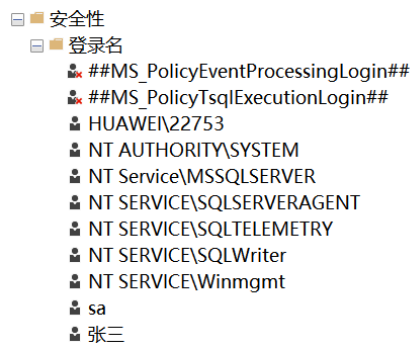 安全性
登录名
##MS_PolicyEventProcessingLogin##
##MS_PolicyTsqlExecutionLogin##
HUAWEI\22753
NT AUTHORITY\SYSTEM
NT Service\MSSQLSERVER
NT SERVICE\SQLSERVERAGENT
NT SERVICE\SQLTELEMETRY
NT SERVICE\SQLWriter
NT SERVICE\Winmgmt
sa
张三